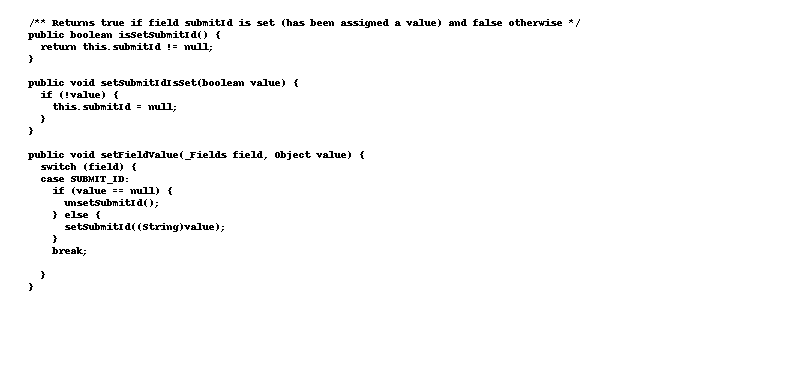 /** Returns true if field submitId is set (has been assigned a value) and false otherwise */
public boolean isSetSubmitId() {
  return this.submitId != null;
}

public void setSubmitIdIsSet(boolean value) {
  if (!value) {
    this.submitId = null;
  }
}

public void setFieldValue(_Fields field, Object value) {
  switch (field) {
  case SUBMIT_ID:
    if (value == null) {
      unsetSubmitId();
    } else {
      setSubmitId((String)value);
    }
    break;

  }
}